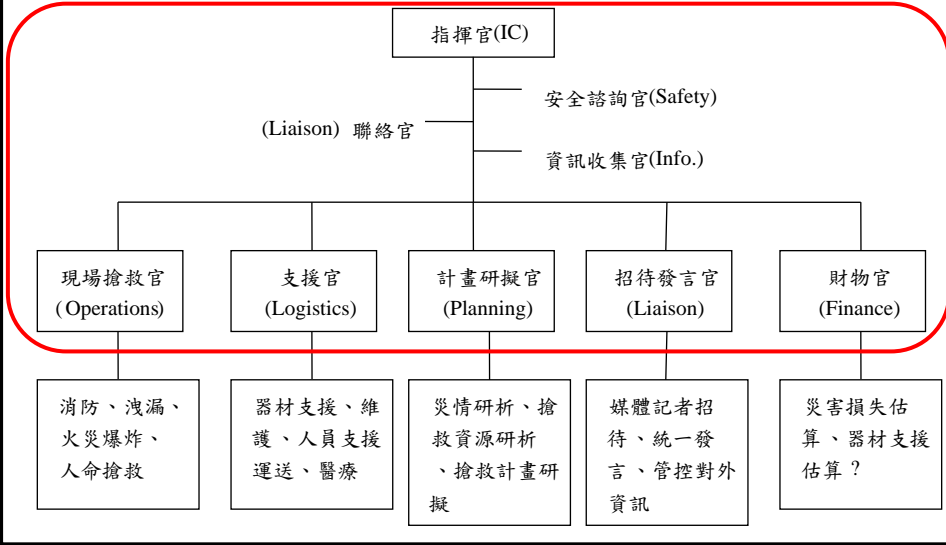 指揮官(IC)
安全諮詢官(Safety)
(Liaison) 聯絡官
資訊收集官(Info.)
現場搶救官
(Operations)
支援官
(Logistics)
計畫研擬官
(Planning)
招待發言官
(Liaison)
財物官
(Finance)
消防、洩漏、
火災爆炸、
人命搶救
器材支援、維
護、人員支援
運送、醫療
災情研析、搶
救資源研析
、搶救計畫研
擬
媒體記者招
待、統一發
言、管控對外
資訊
災害損失估
算、器材支援
估算?